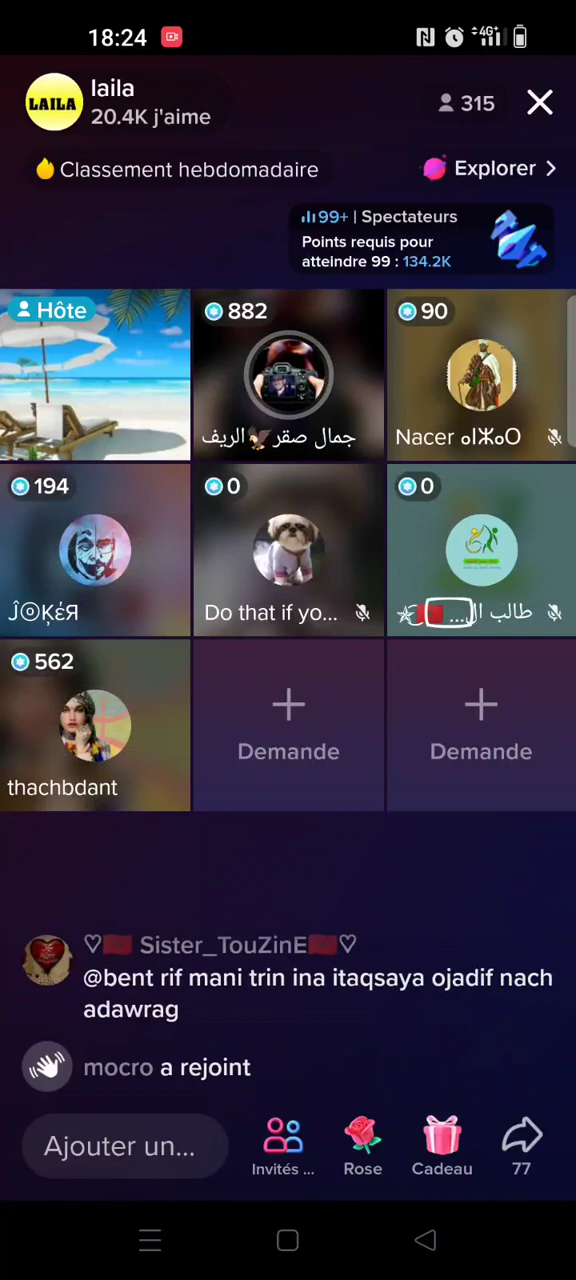 18:24
4G+
LAILA
laila
20.4K j'aime
315
Classement hebdomadaire
Explorer >
99+ | Spectateurs
Points requis pour
atteindre 99 : 134.2K
Hôte
882
90
جمال صقر🦅الريف
Nacer ⴰⵏⵣⴰⵔ
194
0
0
ĴⓞĶέЯ
Do that if yo...
طالب ال...
562
thachbdant
Demande
Demande
♡🇲🇦 Sister_TouZinE🇲🇦♡
@bent rif mani trin ina itaqsaya ojadif nach
adawrag
mocro a rejoint
Ajouter un...
Invités ...
Rose
Cadeau
77